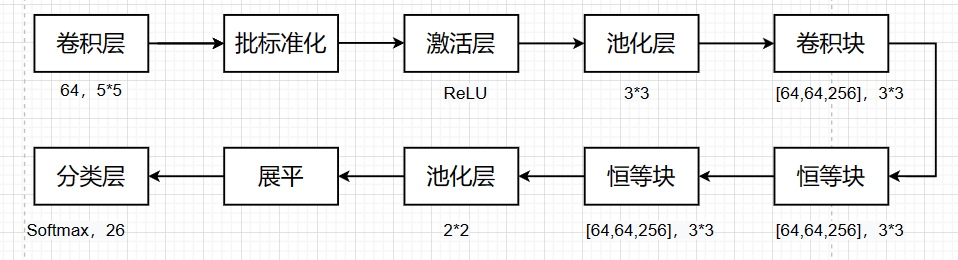 卷积层
批标准化
激活层
池化层
卷积块
64，5*5
ReLU
3*3
[64,64,256]，3*3
分类层
展平
池化层
恒等块
恒等块
Softmax，26
2*2
[64,64,256]，3*3
[64,64,256]，3*3